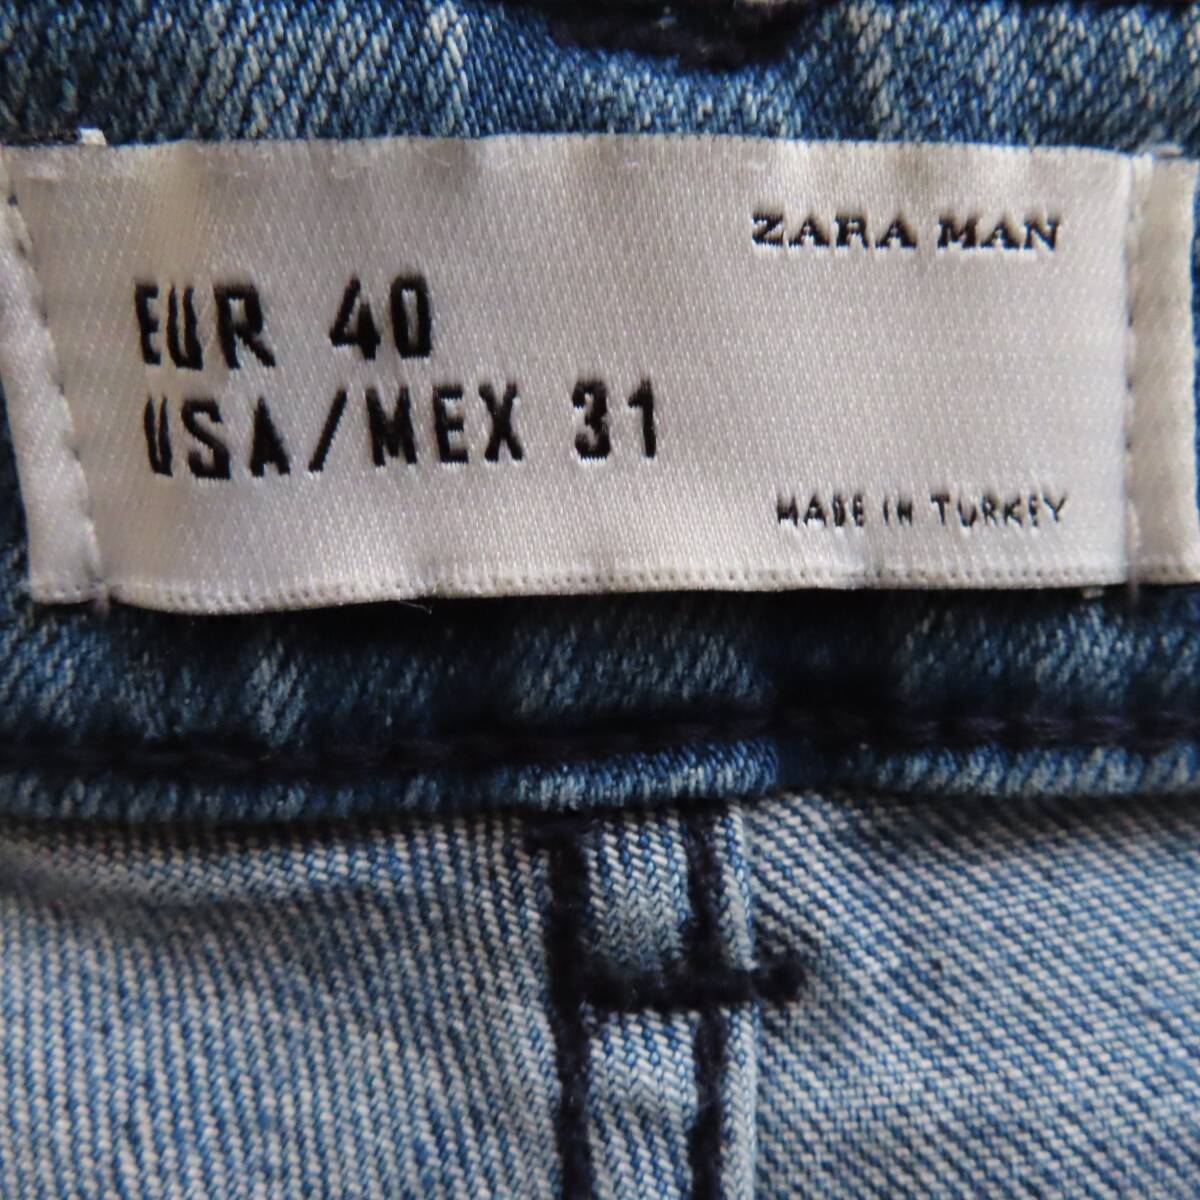 ZARA MAN
EUR 40
USA/MEX 31
MADE IN TURKEY